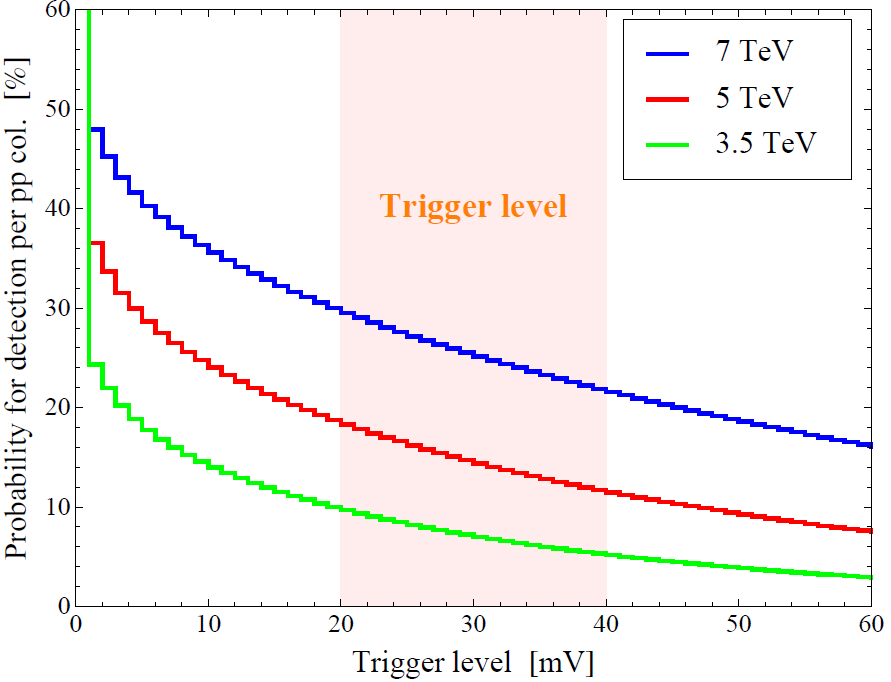 60
50
40
30
20
10
0
Probability for detection per pp col. [%]
7 TeV
5 TeV
3.5 TeV
Trigger level
0 10 20 30 40 50 60
Trigger level [mV]